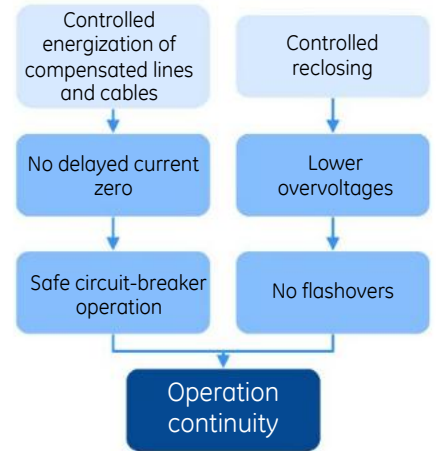 Controlled
energization of
compensated lines
and cables
Controlled
reclosing
No delayed current
zero
Lower
overvoltages
Safe circuit-breaker
operation
No flashovers
Operation
continuity